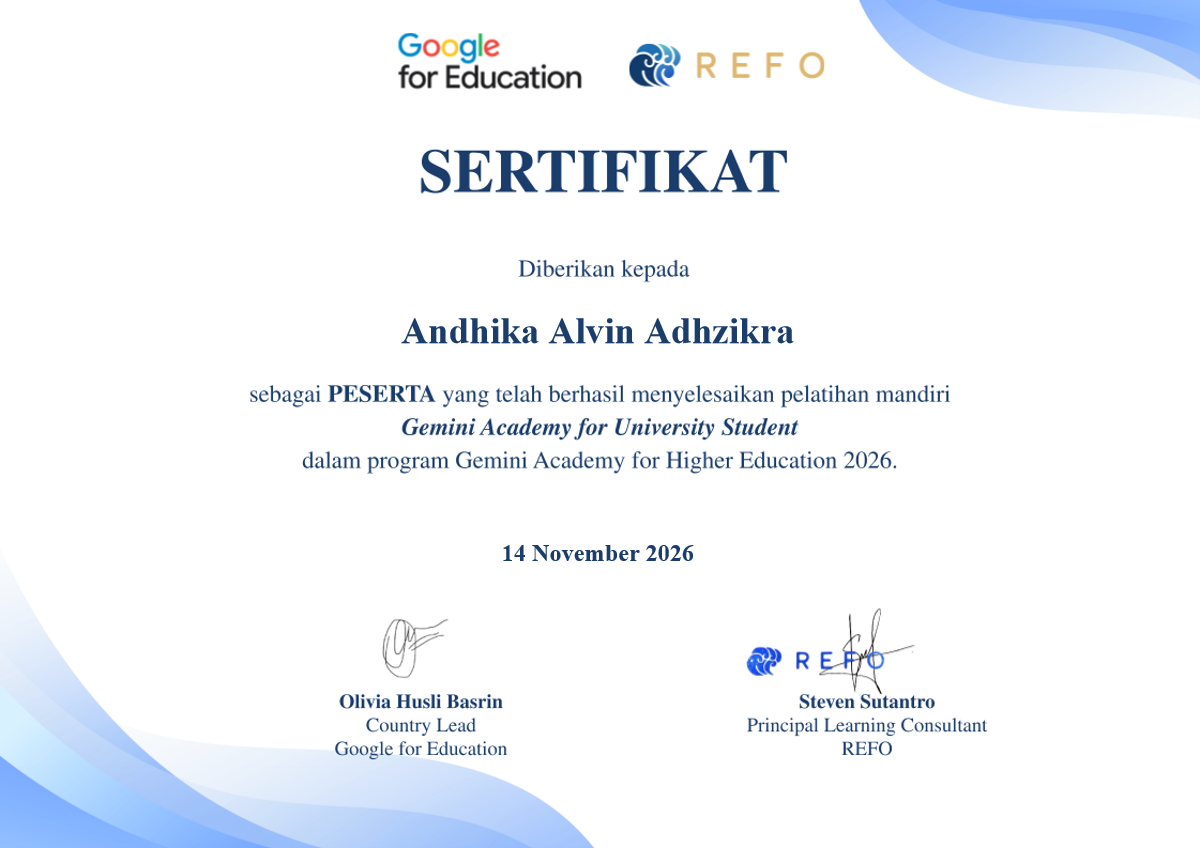 Google
for Education
REFO
SERTIFIKAT
Diberikan kepada
Andhika Alvin Adhzikra
sebagai PESERTA yang telah berhasil menyelesaikan pelatihan mandiri
Gemini Academy for University Student
dalam program Gemini Academy for Higher Education 2026.
14 November 2026
REFO
Olivia Husli Basrin
Country Lead
Google for Education
Steven Sutantro
Principal Learning Consultant
REFO